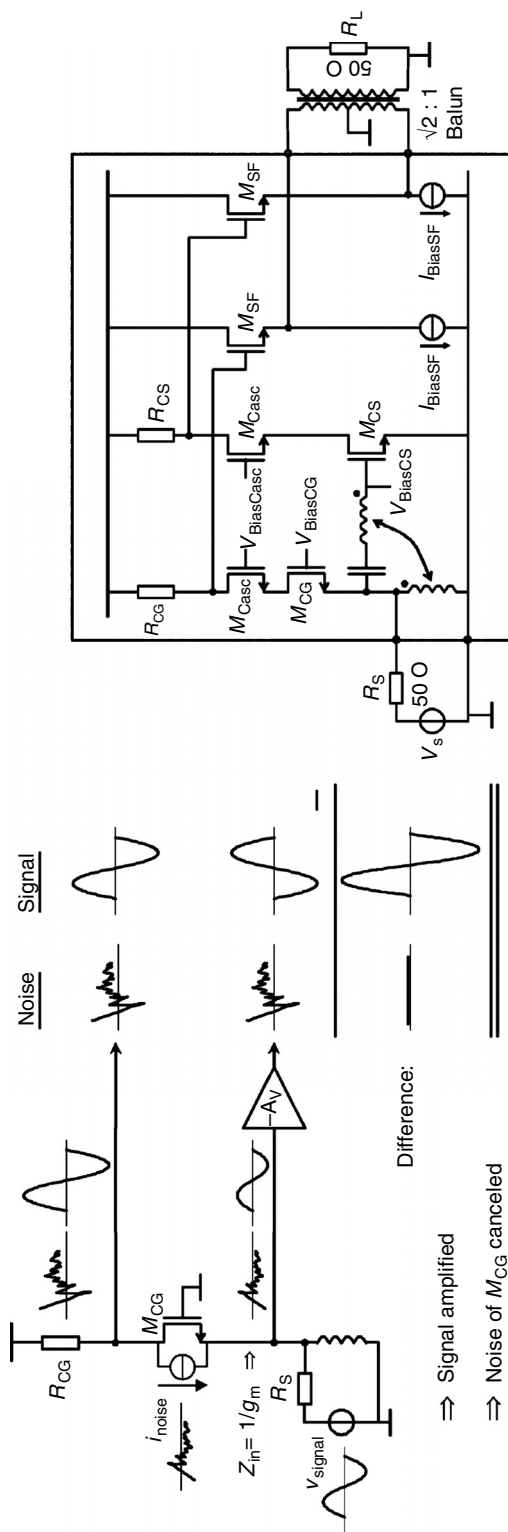 Noise
Signal
R_CG
M_CG
i_noise
Z_in = 1/g_m
R_S
v_signal
–A_V
Difference:
–
⇒ Signal amplified
⇒ Noise of M_CG canceled
R_CG
R_CS
M_Casc
V_BiasCasc
M_Casc
M_SF
M_SF
M_CG
V_BiasCG
M_CS
V_BiasCS
R_S
50 O
V_s
I_BiasSF
I_BiasSF
R_L
50 O
√2 : 1
Balun